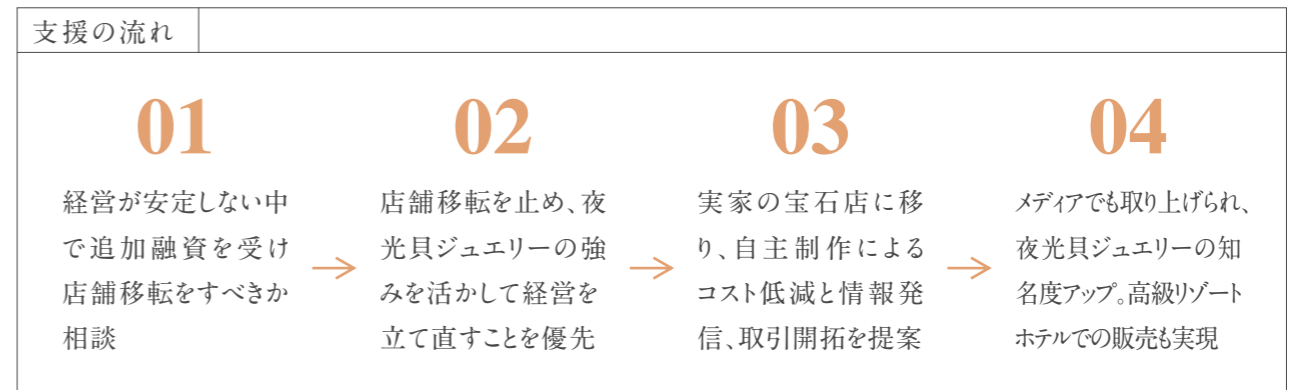 支援の流れ
01
経営が安定しない中
で追加融資を受け
店舗移転をすべきか
相談
02
店舗移転を止め、夜
光貝ジュエリーの強
みを活かして経営を
立て直すことを優先
03
実家の宝石店に移
り、自主制作による
コスト低減と情報発
信、取引開拓を提案
04
メディアでも取り上げられ、
夜光貝ジュエリーの知
名度アップ。高級リゾート
ホテルでの販売も実現